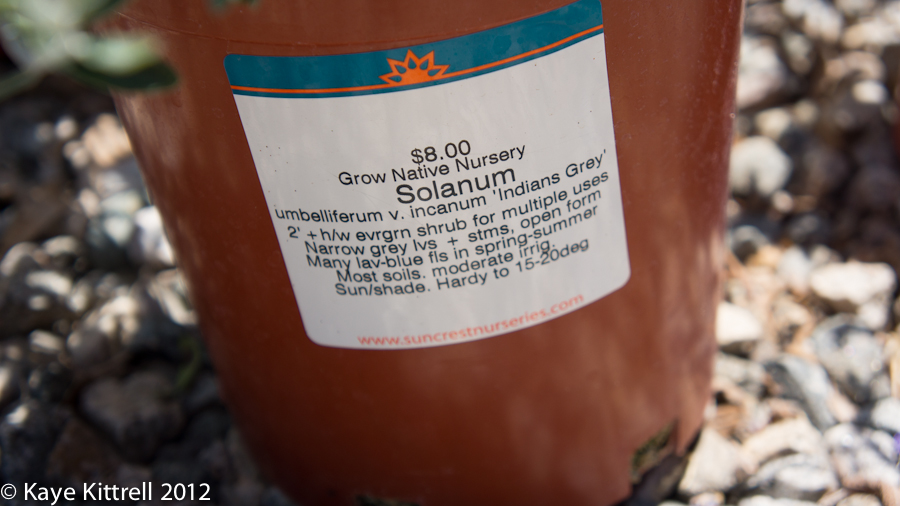 $8.00
Grow Native Nursery
Solanum
umbelliferum v. incanum 'Indians Grey'
2' + h/w evrgrn shrub for multiple uses
Narrow grey lvs + stms, open form
Many lav-blue fls in spring-summer
Most soils. moderate irrig.
Sun/shade. Hardy to 15-20deg
www.suncrestnurseries.com
© Kaye Kittrell 2012